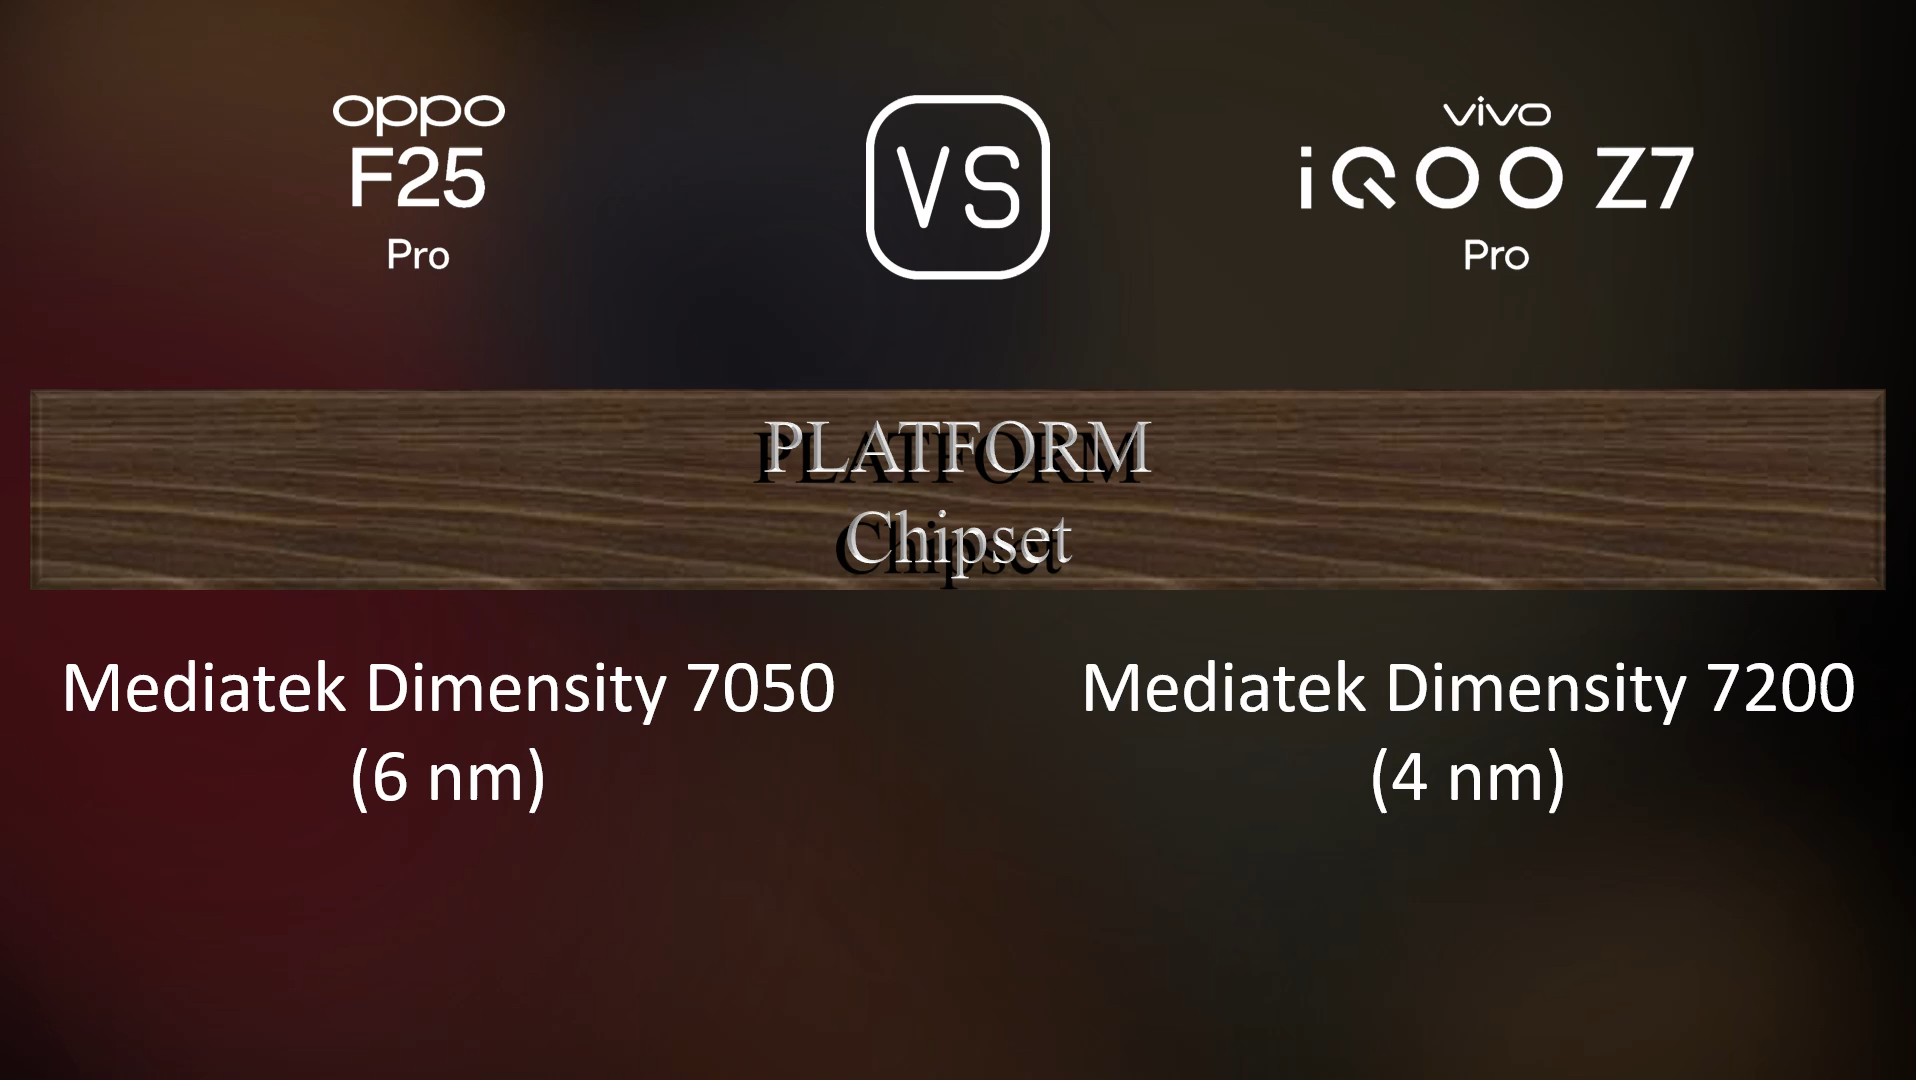 oppo
F25
Pro
VS
vivo
iQOO Z7
Pro
PLATFORM
Chipset
Mediatek Dimensity 7050
(6 nm)
Mediatek Dimensity 7200
(4 nm)